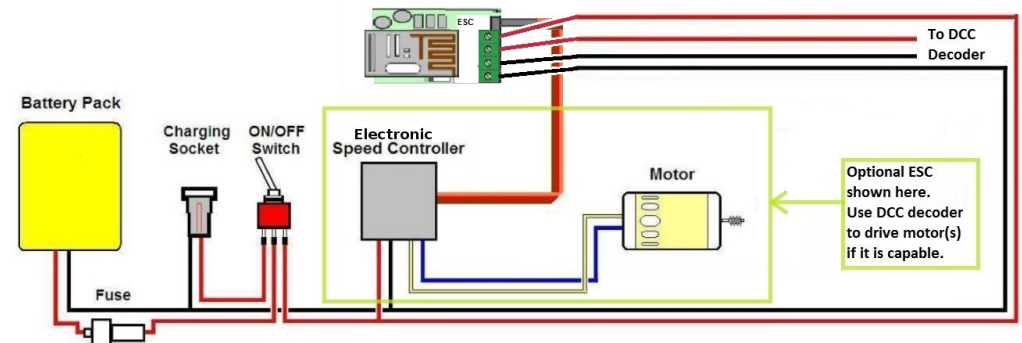 ESC
To DCC
Decoder
Battery Pack
Charging
Socket
ON/OFF
Switch
Electronic
Speed Controller
Motor
Optional ESC
shown here.
Use DCC decoder
to drive motor(s)
if it is capable.
Fuse